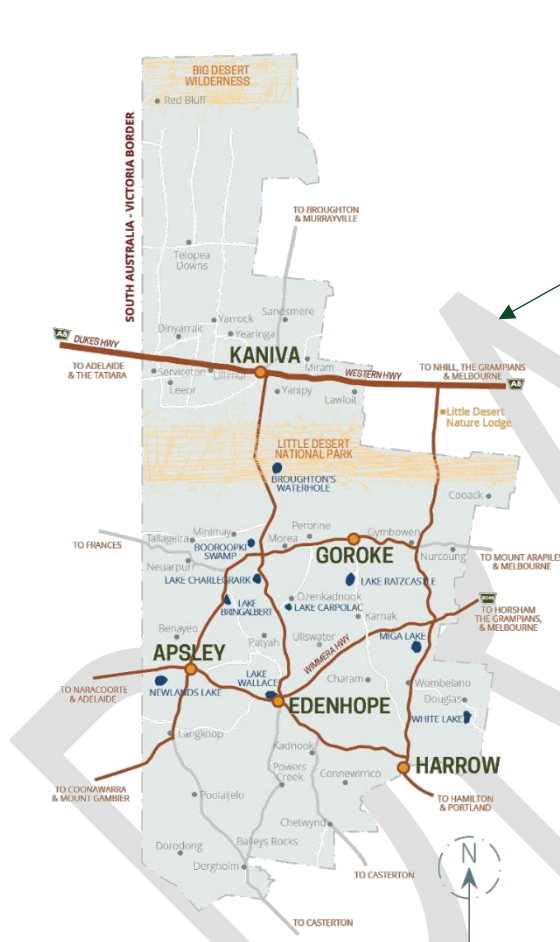 BIG DESERT
WILDERNESS
Red Bluff
SOUTH AUSTRALIA - VICTORIA BORDER
TO BROUGHTON
& MURRAYVILLE
Telopea
Downs
Sandsmere
Yarrock
Dinyarrak
Yearinga
A8
DUKES HWY
KANIVA
TO ADELAIDE
& THE TATIARA
Serviceton
Lillimur
Miram
WESTERN HWY
TO NHILL, THE GRAMPIANS
& MELBOURNE
A8
Leeor
Yanipy
Lawloit
Little Desert
Nature Lodge
LITTLE DESERT
NATIONAL PARK
BROUGHTON'S
WATERHOLE
Cooack
TO FRANCES
Minimay
Peronne
Gymbowen
Tallageira
BOOROOPKI
SWAMP
Morea
GOROKE
Nurcoung
TO MOUNT ARAPILES
& MELBOURNE
Neuarpurr
LAKE CHARLEGRARK
LAKE RATZCASTLE
Ozenkadnook
LAKE
BRINGALBERT
LAKE CARPOLAC
Karnak
TO HORSHAM
THE GRAMPIANS,
& MELBOURNE
Benayeo
Patyah
Ullswater
WIMMERA HWY
MIGA LAKE
APSLEY
LAKE
WALLACE
Charam
Wombelano
TO NARACOORTE
& ADELAIDE
NEWLANDS LAKE
EDENHOPE
Douglas
WHITE LAKE
Langkoop
Kadnook
HARROW
Powers
Creek
Connewirrico
TO COONAWARRA
& MOUNT GAMBIER
Poolaijelo
TO HAMILTON
& PORTLAND
Chetwynd
Dorodong
Baileys Rocks
Dergholm
TO CASTERTON
N
TO CASTERTON